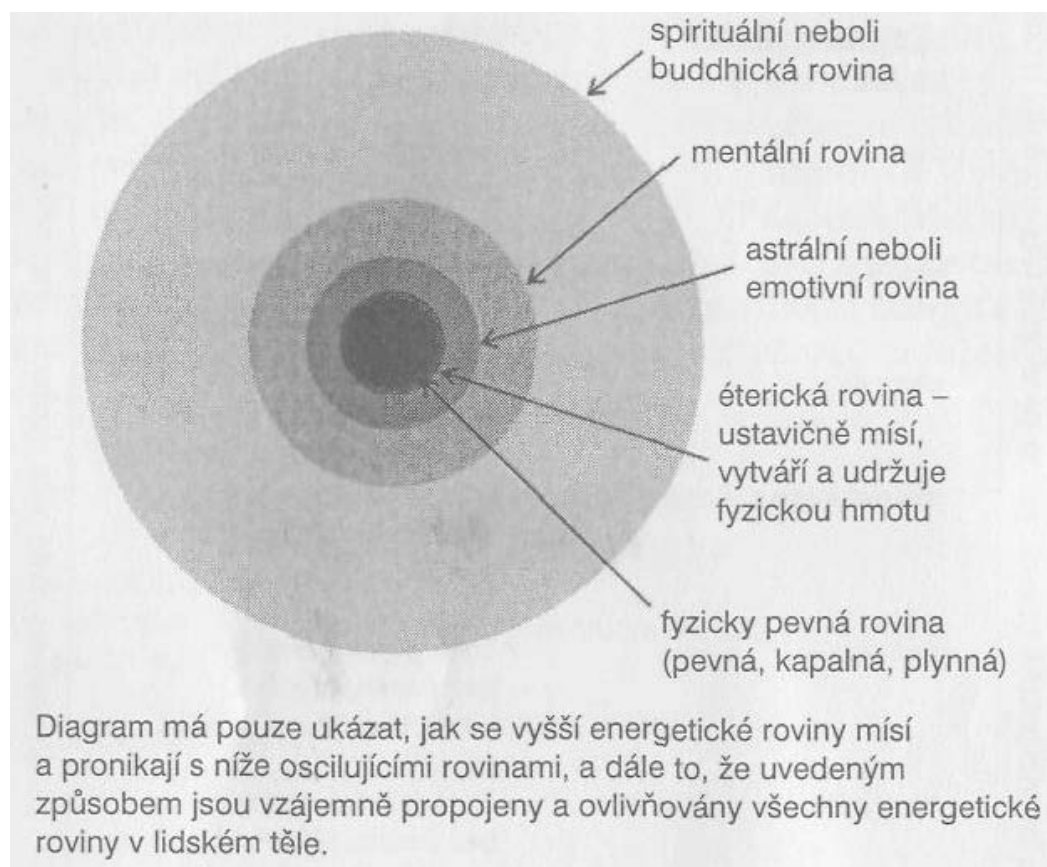 spirituální neboli
buddhická rovina
mentální rovina
astrální neboli
emotivní rovina
éterická rovina –
ustavičně mísí,
vytváří a udržuje
fyzickou hmotu
fyzicky pevná rovina
(pevná, kapalná, plynná)
Diagram má pouze ukázat, jak se vyšší energetické roviny mísí
a pronikají s níže oscilujícími rovinami, a dále to, že uvedeným
způsobem jsou vzájemně propojeny a ovlivňovány všechny energetické
roviny v lidském těle.